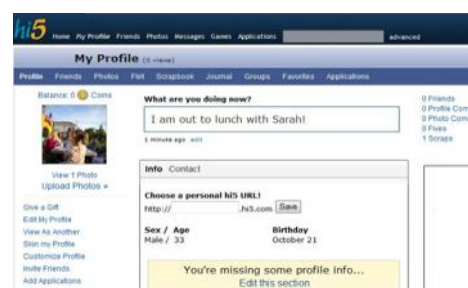 hi5 Home My Profile Friends Photos Messages Games Applications advanced
My Profile (0 views)
Profile Friends Photos Flirt Scrapbook Journal Groups Favorites Applications
Balance: 0 Coins
What are you doing now?
I am out to lunch with Sarah!
1 minute ago edit
0 Friends
0 Profile Com
0 Photo Com
0 Fives
1 Scraps
View 1 Photo
Upload Photos »
Info Contact
Choose a personal hi5 URL!
http:// .hi5.com Save
Give a Gift
Edit My Profile
View As Another
Skin my Profile
Customize Profile
Invite Friends
Add Applications
Sex / Age Birthday
Male / 33 October 21
You're missing some profile info...
Edit this section